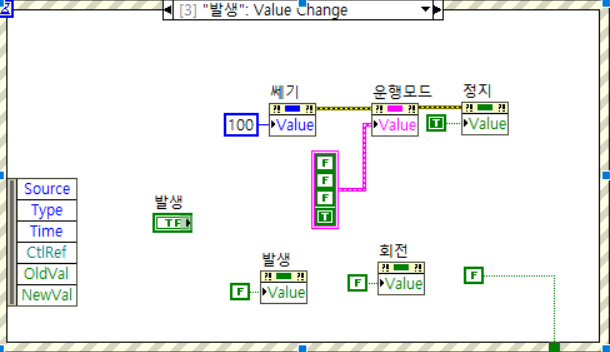 [3] "발생": Value Change
쎄기
운행모드
정지
100
Value
Value
T
Value
F
F
F
T
Source
Type
Time
CtlRef
OldVal
NewVal
발생
TF
발생
회전
F
Value
F
Value
F